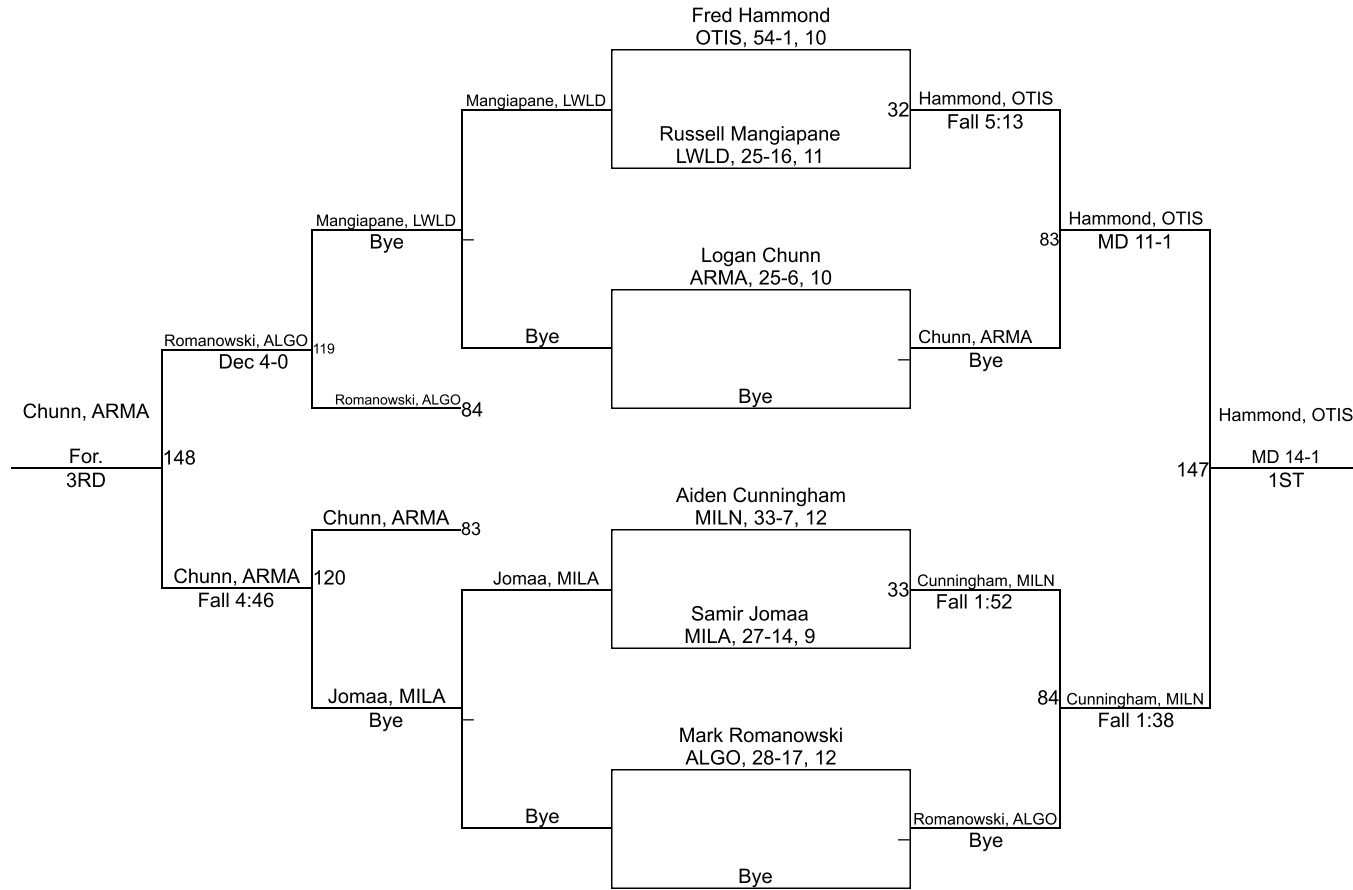 Fred Hammond
OTIS, 54-1, 10
Mangiapane, LWLD
32
Hammond, OTIS
Fall 5:13
Russell Mangiapane
LWLD, 25-16, 11
Mangiapane, LWLD
Bye
83
Hammond, OTIS
MD 11-1
Logan Chunn
ARMA, 25-6, 10
Bye
Chunn, ARMA
Bye
Bye
Romanowski, ALGO
Dec 4-0
119
Romanowski, ALGO
84
Chunn, ARMA
For.
3RD
148
Hammond, OTIS
147
MD 14-1
1ST
Aiden Cunningham
MILN, 33-7, 12
Chunn, ARMA
83
Chunn, ARMA
Fall 4:46
120
Jomaa, MILA
33
Cunningham, MILN
Fall 1:52
Samir Jomaa
MILA, 27-14, 9
Jomaa, MILA
Bye
84
Cunningham, MILN
Fall 1:38
Mark Romanowski
ALGO, 28-17, 12
Bye
Romanowski, ALGO
Bye
Bye